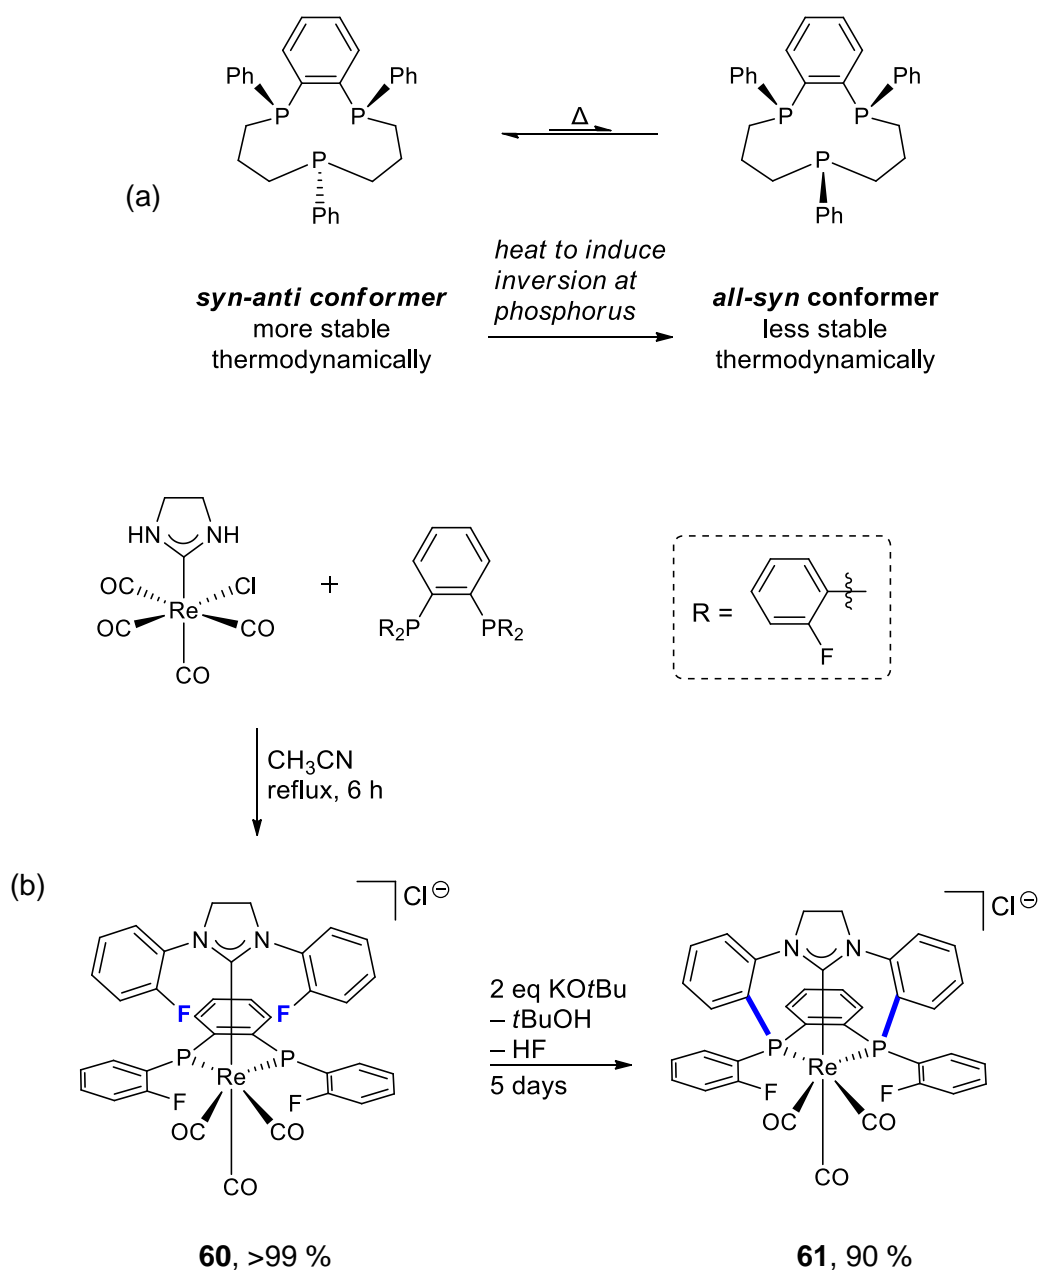 Ph
Ph
P
P
P
Ph
Δ
Ph
Ph
P
P
P
Ph
(a)
syn-anti conformer
more stable
thermodynamically
heat to induce
inversion at
phosphorus
all-syn conformer
less stable
thermodynamically
HN
NH
OC
Cl
Re
OC
CO
CO
+
R2P
PR2
R =
F
CH3CN
reflux, 6 h
(b)
Cl⊖
N
N
F
F
P
P
Re
F
F
OC
CO
CO
2 eq KOtBu
– tBuOH
– HF
5 days
Cl⊖
N
N
P
P
Re
F
F
OC
CO
CO
60, >99 %
61, 90 %